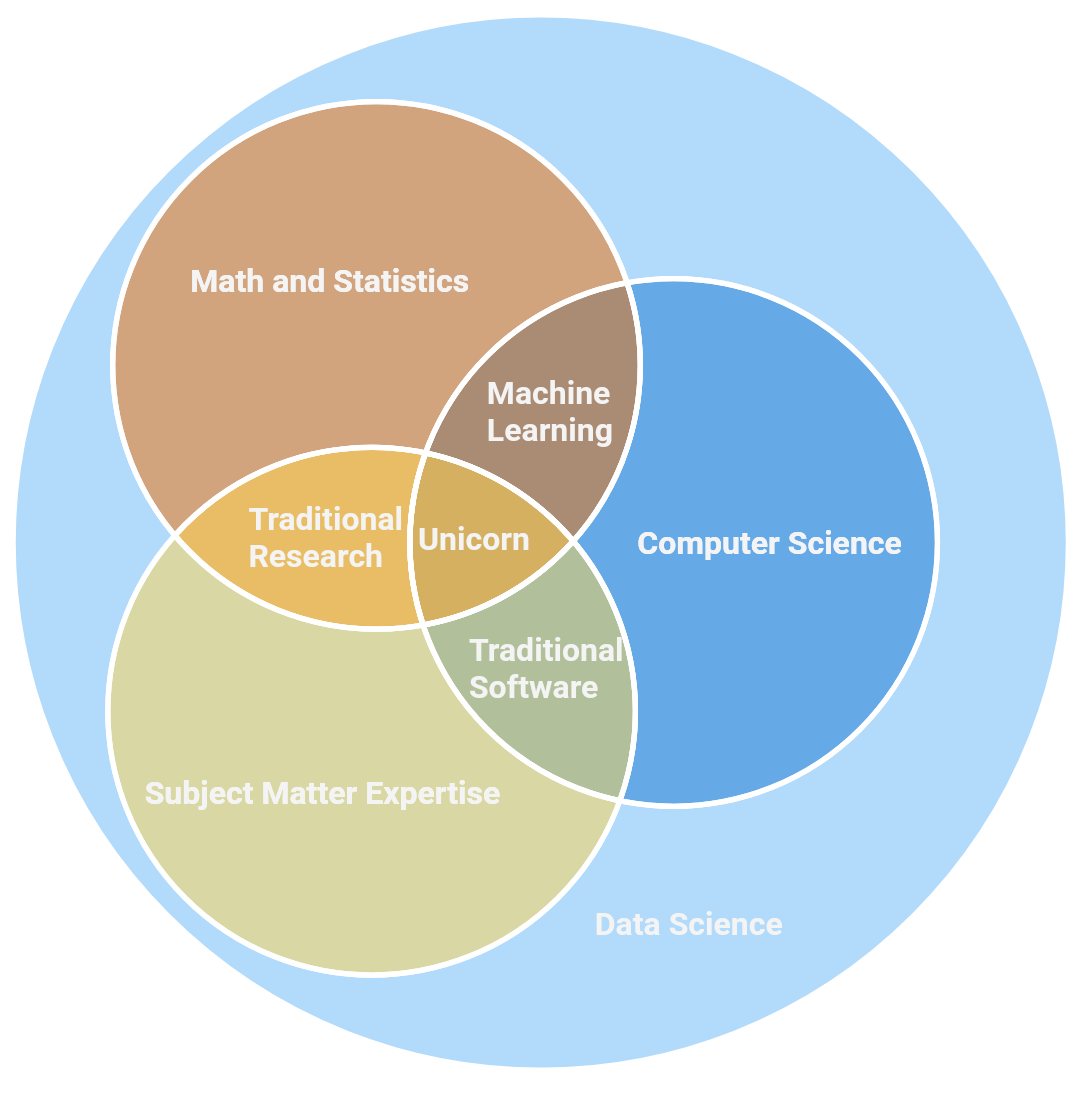 Math and Statistics
Machine
Learning
Traditional
Research
Unicorn
Computer Science
Traditional
Software
Subject Matter Expertise
Data Science